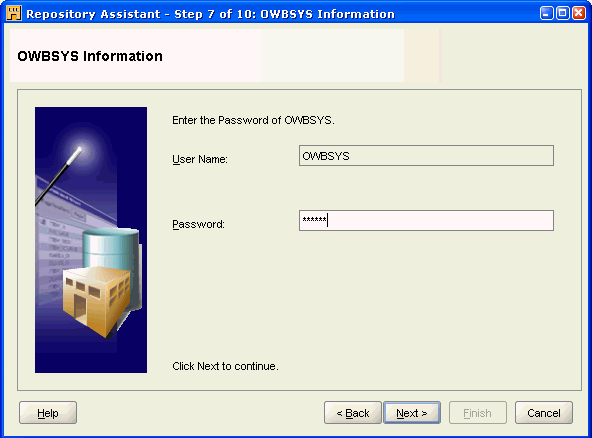 Repository Assistant - Step 7 of 10: OWBSYS Information
OWBSYS Information
Enter the Password of OWBSYS.
User Name: OWBSYS
Password: ******
Click Next to continue.
Help < Back Next > Finish Cancel